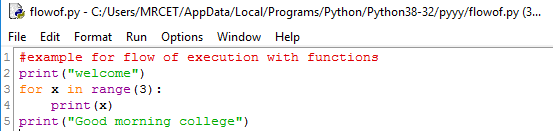 flowof.py - C:/Users/MRCET/AppData/Local/Programs/Python/Python38-32/pyyy/flowof.py (3...
File Edit Format Run Options Window Help
1 #example for flow of execution with functions
2 print("welcome")
3 for x in range(3):
4     print(x)
5 print("Good morning college")